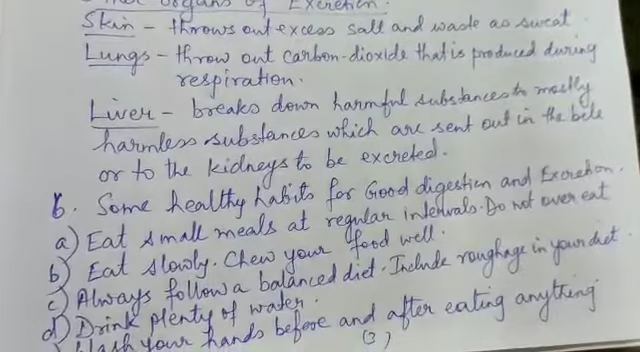 organs of Excretion.
Skin - throws out excess salt and waste as sweat
Lungs - throw out carbon-dioxide that is produced during
respiration.
Liver - breaks down harmful substances to mostly
harmless substances which are sent out in the bile
or to the kidneys to be excreted.
6. Some healthy habits for Good digestion and Excretion.
a) Eat small meals at regular intervals. Do not over eat
b) Eat slowly. Chew your food well.
c) Always follow a balanced diet. Include roughage in your diet.
d) Drink plenty of water.
Wash your hands before and after eating anything
(3)